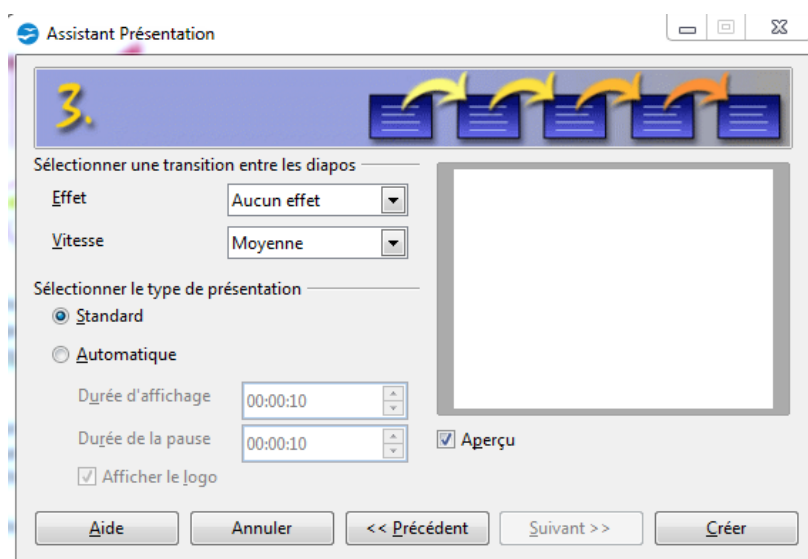 Assistant Présentation
3.
Sélectionner une transition entre les diapos
Effet
Aucun effet
Vitesse
Moyenne
Sélectionner le type de présentation
Standard
Automatique
Durée d'affichage
00:00:10
Durée de la pause
00:00:10
Afficher le logo
Aperçu
Aide
Annuler
<< Précédent
Suivant >>
Créer